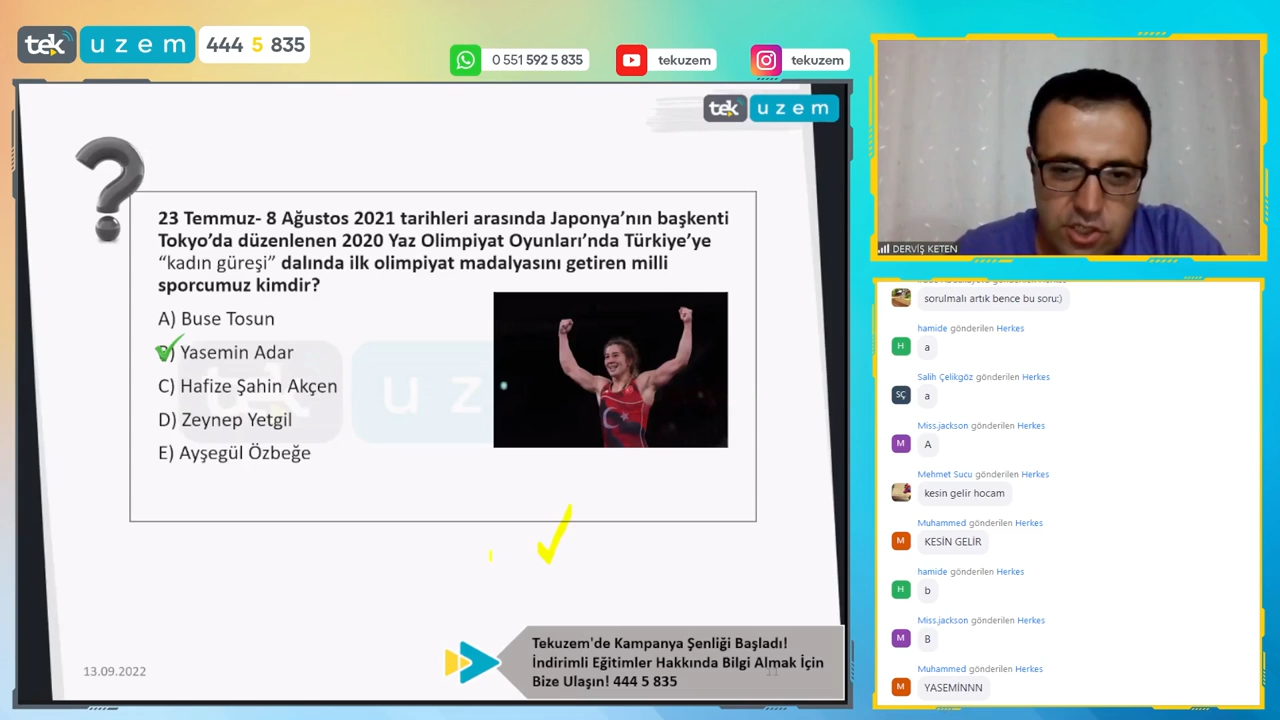 tek uzem 444 5 835
0 551 592 5 835
tekuzem
tekuzem
tek uzem
23 Temmuz- 8 Ağustos 2021 tarihleri arasında Japonya’nın başkenti
Tokyo’da düzenlenen 2020 Yaz Olimpiyat Oyunları’nda Türkiye’ye
“kadın güreşi” dalında ilk olimpiyat madalyasını getiren milli
sporcumuz kimdir?
A) Buse Tosun
B) Yasemin Adar
C) Hafize Şahin Akçen
D) Zeynep Yetgil
E) Ayşegül Özbeğe
uz
13.09.2022
11
Tekuzem'de Kampanya Şenliği Başladı!
İndirimli Eğitimler Hakkında Bilgi Almak İçin
Bize Ulaşın! 444 5 835
DERVİŞ KETEN
sorulmalı artık bence bu soru:)
hamide gönderilen Herkes
H a
Salih Çelikgöz gönderilen Herkes
SÇ a
Miss.jackson gönderilen Herkes
M A
Mehmet Sucu gönderilen Herkes
kesin gelir hocam
Muhammed gönderilen Herkes
M KESİN GELİR
hamide gönderilen Herkes
H b
Miss.jackson gönderilen Herkes
M B
Muhammed gönderilen Herkes
M YASEMİNNN